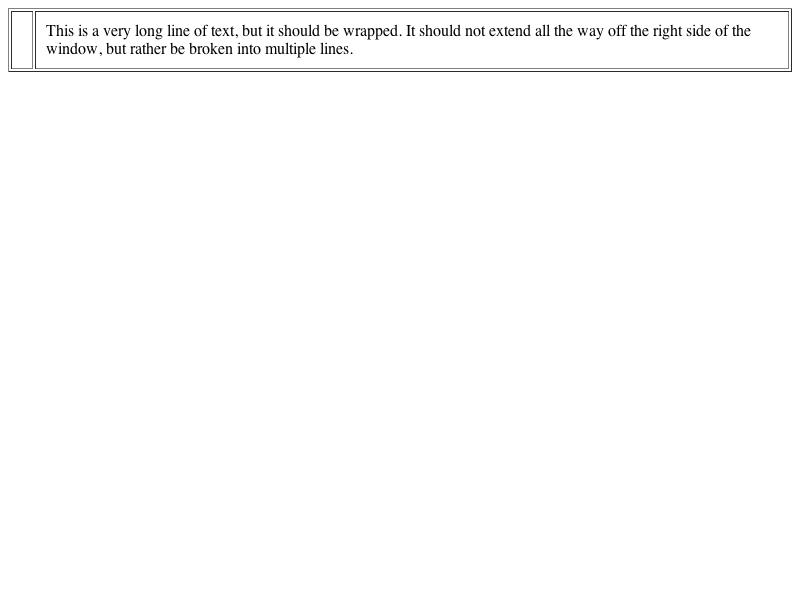 This is a very long line of text, but it should be wrapped. It should not extend all the way off the right side of the
window, but rather be broken into multiple lines.